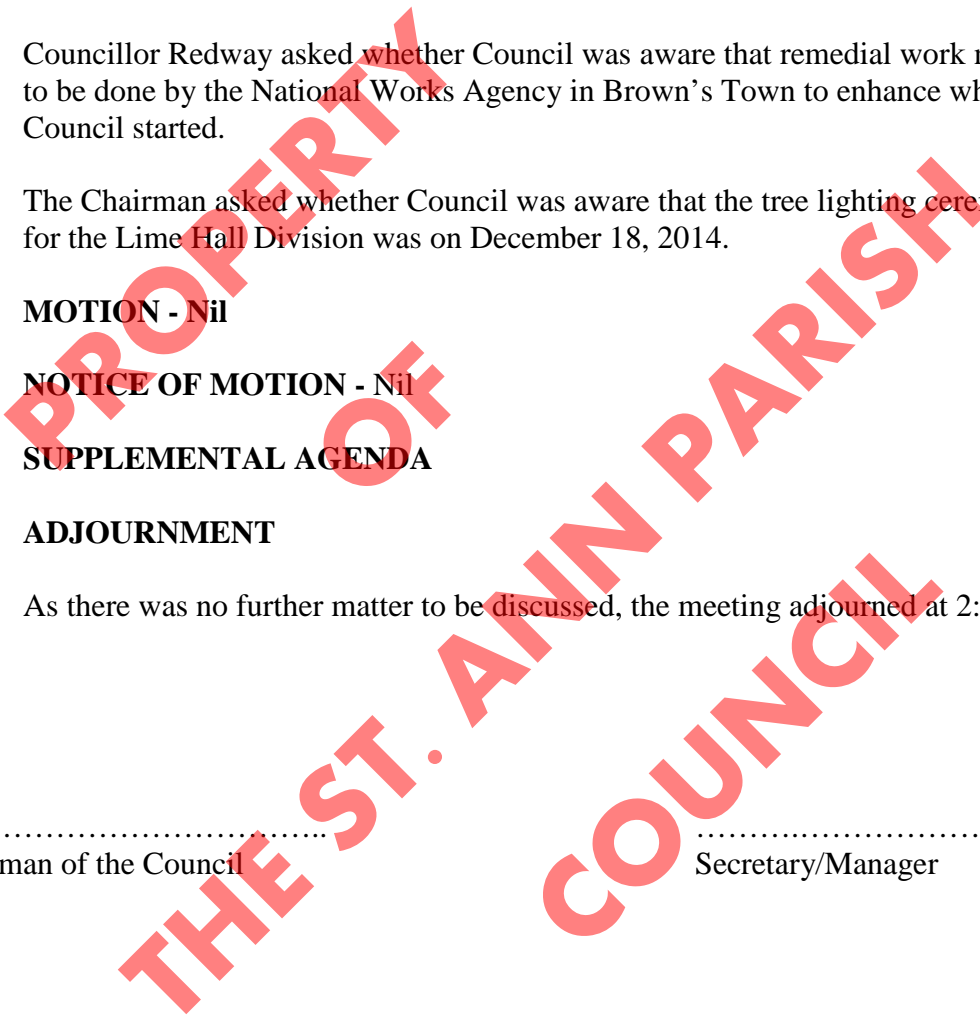 Councillor Redway asked whether Council was aware that remedial work
to be done by the National Works Agency in Brown’s Town to enhance
Council started.
The Chairman asked whether Council was aware that the tree lighting
for the Lime Hall Division was on December 18, 2014.
MOTION - Nil
NOTICE OF MOTION - Nil
SUPPLEMENTAL AGENDA
ADJOURNMENT
As there was no further matter to be discussed, the meeting adjourned at 2:
………………………….. ………..………………
man of the Council Secretary/Manager
PROPERTY
OF
THE ST. ANN PARISH
COUNCIL